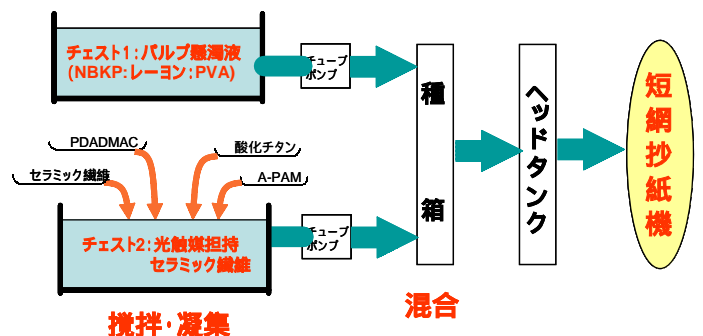 チェスト1:パルプ懸濁液
(NBKP:レーヨン:PVA)
チューブ
ポンプ
種箱
ヘッドタンク
短網抄紙機
PDADMAC
酸化チタン
セラミック繊維
A-PAM
チェスト2:光触媒担持
セラミック繊維
チューブ
ポンプ
混合
撹拌・凝集